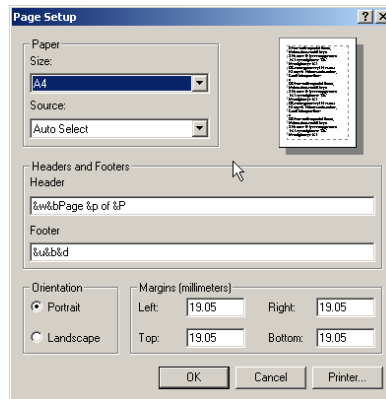 Page Setup
Paper
Size:
A4
Source:
Auto Select
Headers and Footers
Header
&w&bPage &p of &P
Footer
&u&b&d
Orientation
Portrait
Landscape
Margins (millimeters)
Left: 19.05 Right: 19.05
Top: 19.05 Bottom: 19.05
OK Cancel Printer...